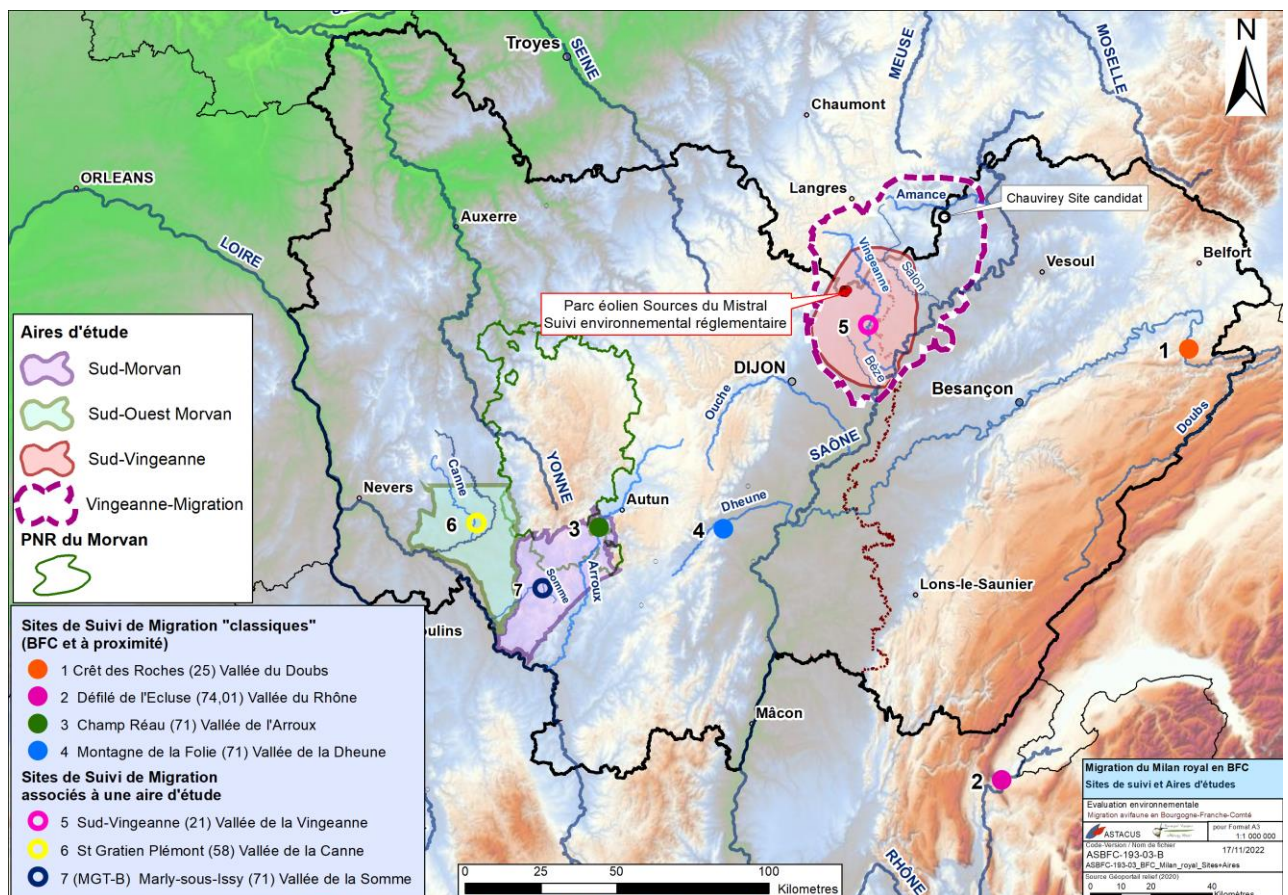 Troyes
SEINE
MEUSE
MOSELLE
N
Chaumont
ORLEANS
Langres
Amance
Chauvirey Site candidat
Auxerre
LOIRE
Vingeanne
Salon
Vesoul
Belfort
Parc éolien Sources du Mistral
Suivi environnemental réglementaire
5
1
Bèze
DIJON
Ouche
Besançon
Doubs
SAÔNE
YONNE
Canne
Nevers
Autun
Dheune
6
3
4
Arroux
7
Somme
Lons-le-Saunier
oulins
Mâcon
2
RHÔNE
Aires d'étude
Sud-Morvan
Sud-Ouest Morvan
Sud-Vingeanne
Vingeanne-Migration
PNR du Morvan
Sites de Suivi de Migration "classiques"
(BFC et à proximité)
1 Crêt des Roches (25) Vallée du Doubs
2 Défilé de l'Ecluse (74,01) Vallée du Rhône
3 Champ Réau (71) Vallée de l'Arroux
4 Montagne de la Folie (71) Vallée de la Dheune
Sites de Suivi de Migration
associés à une aire d'étude
5 Sud-Vingeanne (21) Vallée de la Vingeanne
6 St Gratien Plémont (58) Vallée de la Canne
7 (MGT-B) Marly-sous-Issy (71) Vallée de la Somme
0 25 50 100
Kilometres
Migration du Milan royal en BFC
Sites de suivi et Aires d'études
Evaluation environnementale
Migration avifaune en Bourgogne-Franche-Comté
ASTACUS
pour Format A3
1:1 000 000
Code-Version / Nom de fichier
ASBFC-193-03-B
17/11/2022
ASBFC-193-03_BFC_Milan_royal_Sites+Aires
Source Géoportail relief (2020)
0 10 20 40
Kilomètres